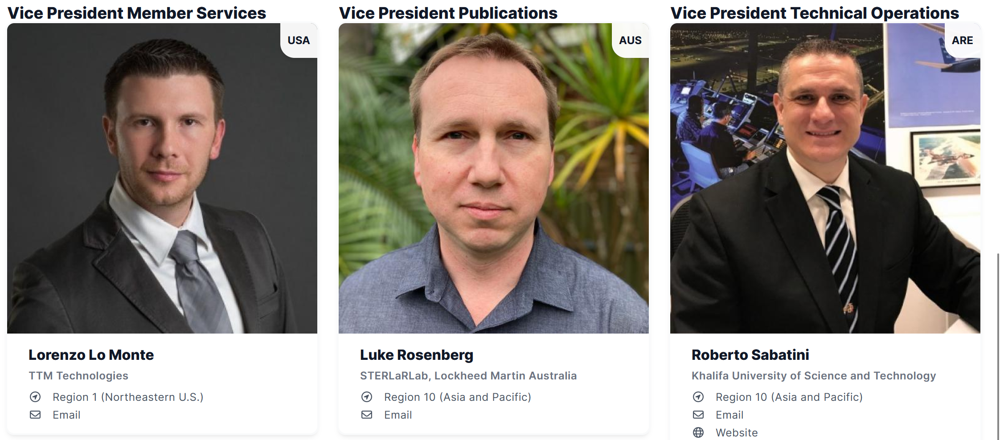 Vice President Member Services
USA
Lorenzo Lo Monte
TTM Technologies
Region 1 (Northeastern U.S.)
Email
Vice President Publications
AUS
Luke Rosenberg
STERLaRLab, Lockheed Martin Australia
Region 10 (Asia and Pacific)
Email
Vice President Technical Operations
ARE
Roberto Sabatini
Khalifa University of Science and Technology
Region 10 (Asia and Pacific)
Email
Website